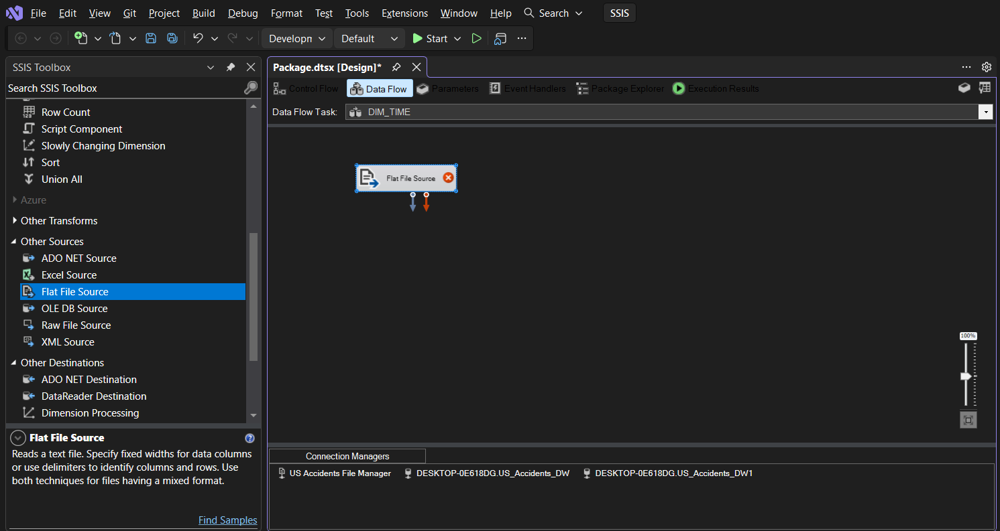 File Edit View Git Project Build Debug Format Test Tools Extensions Window Help Search SSIS
Developn Default Start
SSIS Toolbox
Search SSIS Toolbox
Row Count
Script Component
Slowly Changing Dimension
Sort
Union All
Azure
Other Transforms
Other Sources
ADO NET Source
Excel Source
Flat File Source
OLE DB Source
Raw File Source
XML Source
Other Destinations
ADO NET Destination
DataReader Destination
Dimension Processing
Flat File Source
Reads a text file. Specify fixed widths for data columns
or use delimiters to identify columns and rows. Use
both techniques for files having a mixed format.
Find Samples
Package.dtsx [Design]*
Control Flow Data Flow Parameters Event Handlers Package Explorer Execution Results
Data Flow Task: DIM_TIME
Flat File Source
100%
Connection Managers
US Accidents File Manager DESKTOP-0E618DG.US_Accidents_DW DESKTOP-0E618DG.US_Accidents_DW1